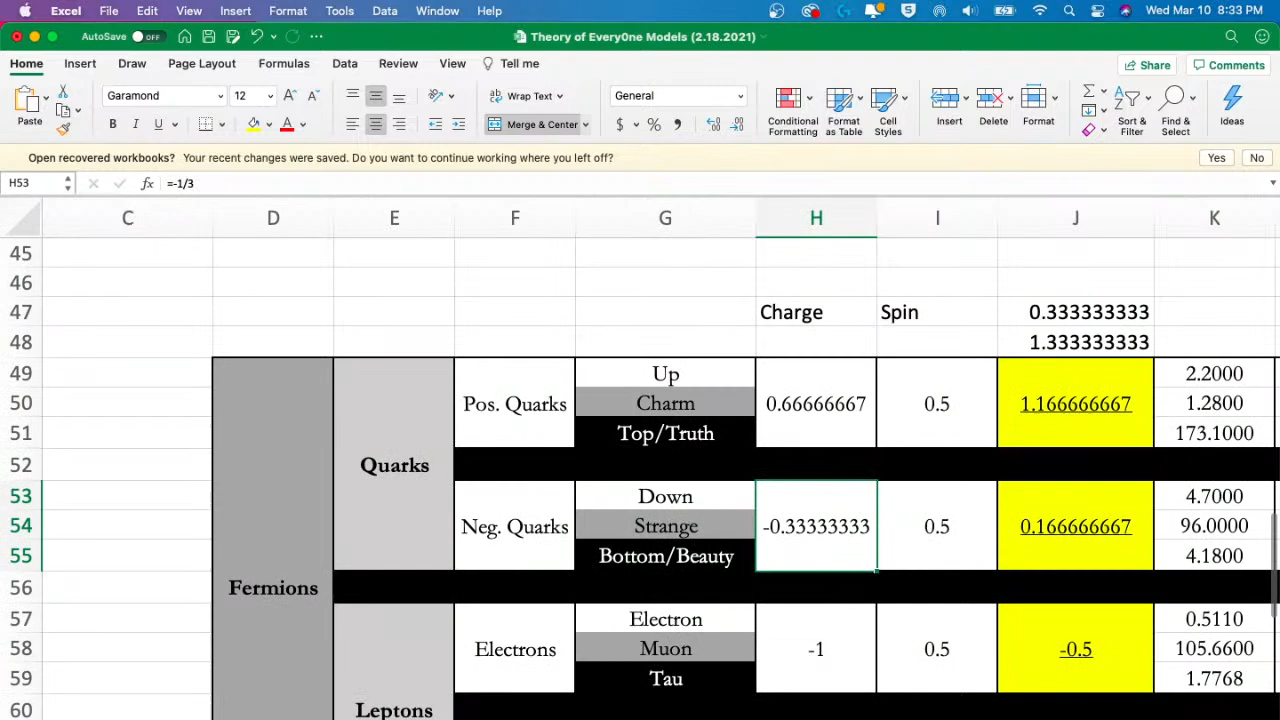 Excel File Edit View Insert Format Tools Data Window Help Wed Mar 10 8:33 PM
AutoSave OFF Theory of EveryOne Models (2.18.2021)
Home Insert Draw Page Layout Formulas Data Review View Tell me Share Comments
Paste Garamond 12 A A Wrap Text General Conditional Formatting Format as Table Cell Styles Insert Delete Format Sort & Filter Find & Select Ideas
B I U A Merge & Center $ % ,
Open recovered workbooks? Your recent changes were saved. Do you want to continue working where you left off? Yes No
H53 fx =-1/3
C D E F G H I J K
45
46
47 Charge Spin 0.333333333
48 1.333333333
49 Up 2.2000
50 Pos. Quarks Charm 0.66666667 0.5 1.166666667 1.2800
51 Top/Truth 173.1000
52 Quarks
53 Down 4.7000
54 Neg. Quarks Strange -0.33333333 0.5 0.166666667 96.0000
55 Bottom/Beauty 4.1800
56 Fermions
57 Electron 0.5110
58 Electrons Muon -1 0.5 -0.5 105.6600
59 Tau 1.7768
60 Leptons